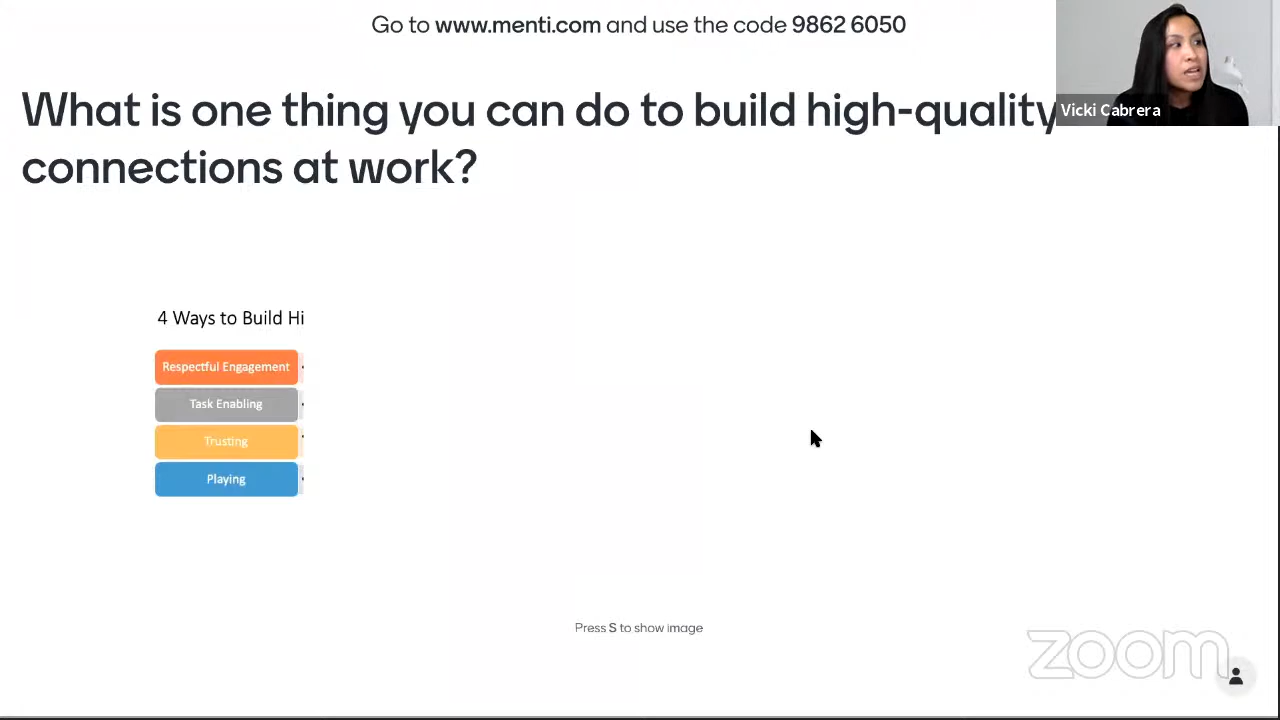 Go to www.menti.com and use the code 9862 6050
What is one thing you can do to build high-quality
connections at work?
Vicki Cabrera
4 Ways to Build Hi
Respectful Engagement
Task Enabling
Trusting
Playing
Press S to show image
zoom